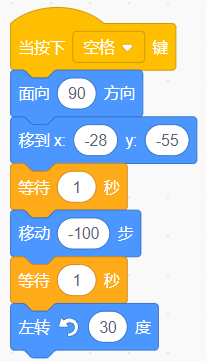 当按下 空格 键
面向 90 方向
移到 x: -28 y: -55
等待 1 秒
移动 -100 步
等待 1 秒
左转 30 度